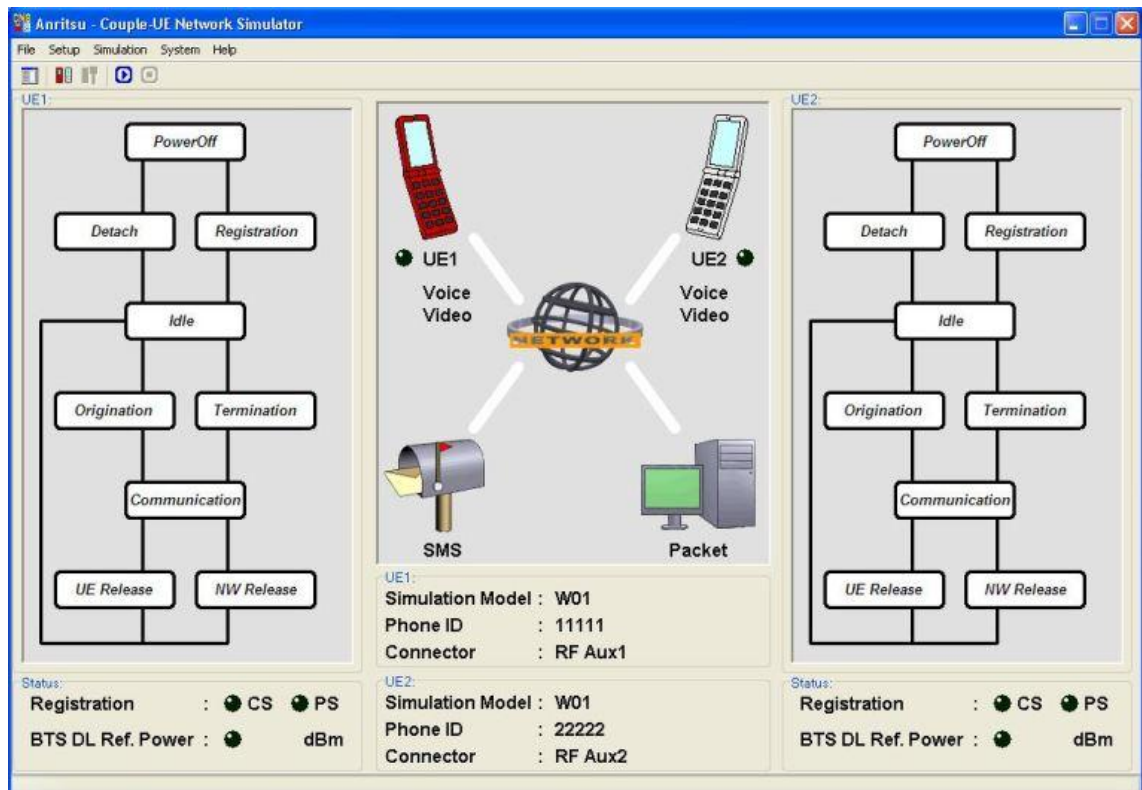 Anritsu - Couple-UE Network Simulator
File Setup Simulation System Help
UE1:
PowerOff
Detach Registration
Idle
Origination Termination
Communication
UE Release NW Release
Status:
Registration : CS PS
BTS DL Ref. Power : dBm
UE1 UE2
Voice Voice
Video Video
NETWORK
SMS Packet
UE1:
Simulation Model : W01
Phone ID : 11111
Connector : RF Aux1
UE2:
Simulation Model : W01
Phone ID : 22222
Connector : RF Aux2
UE2:
PowerOff
Detach Registration
Idle
Origination Termination
Communication
UE Release NW Release
Status:
Registration : CS PS
BTS DL Ref. Power : dBm